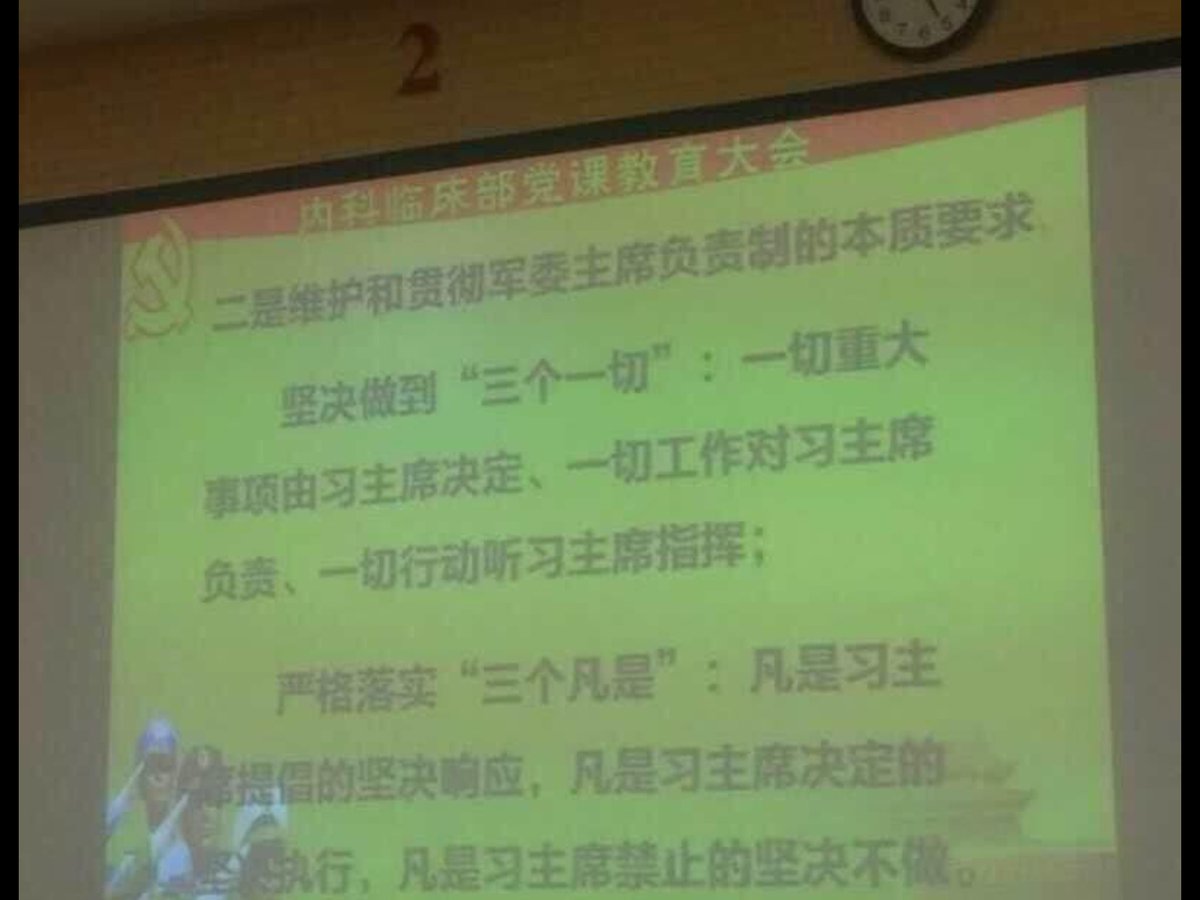 2
内科临床部党课教育大会
二是维护和贯彻军委主席负责制的本质要求
坚决做到“三个一切”：一切重大
事项由习主席决定、一切工作对习主席
负责、一切行动听习主席指挥；
严格落实“三个凡是”：凡是习主
席提倡的坚决响应，凡是习主席决定的
坚决执行，凡是习主席禁止的坚决不做。